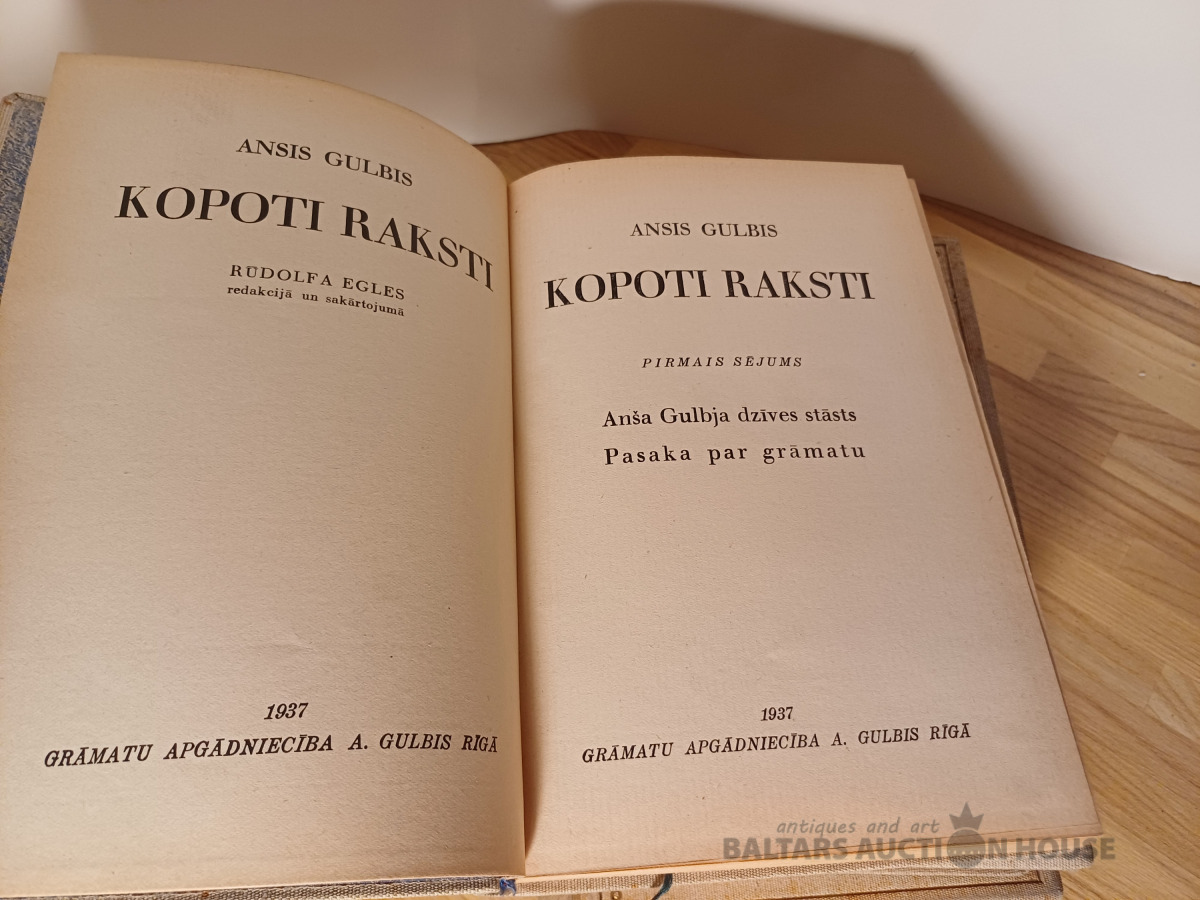 ANSIS GULBIS
KOPOTI RAKSTI
RŪDOLFA EGLES
redakcijā un sakārtojumā
1937
GRĀMATU APGĀDNIECĪBA A. GULBIS RĪGĀ
ANSIS GULBIS
KOPOTI RAKSTI
PIRMAIS SĒJUMS
Anša Gulbja dzīves stāsts
Pasaka par grāmatu
1937
GRĀMATU APGĀDNIECĪBA A. GULBIS RĪGĀ
antiques and art
BALTARS AUCTION HOUSE